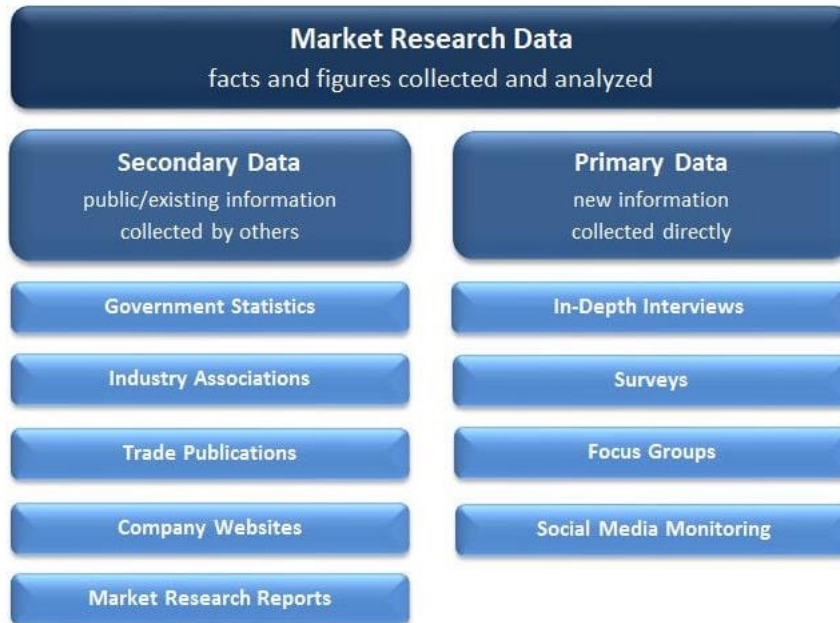 Market Research Data
facts and figures collected and analyzed
Secondary Data
public/existing information
collected by others
Government Statistics
Industry Associations
Trade Publications
Company Websites
Market Research Reports
Primary Data
new information
collected directly
In-Depth Interviews
Surveys
Focus Groups
Social Media Monitoring